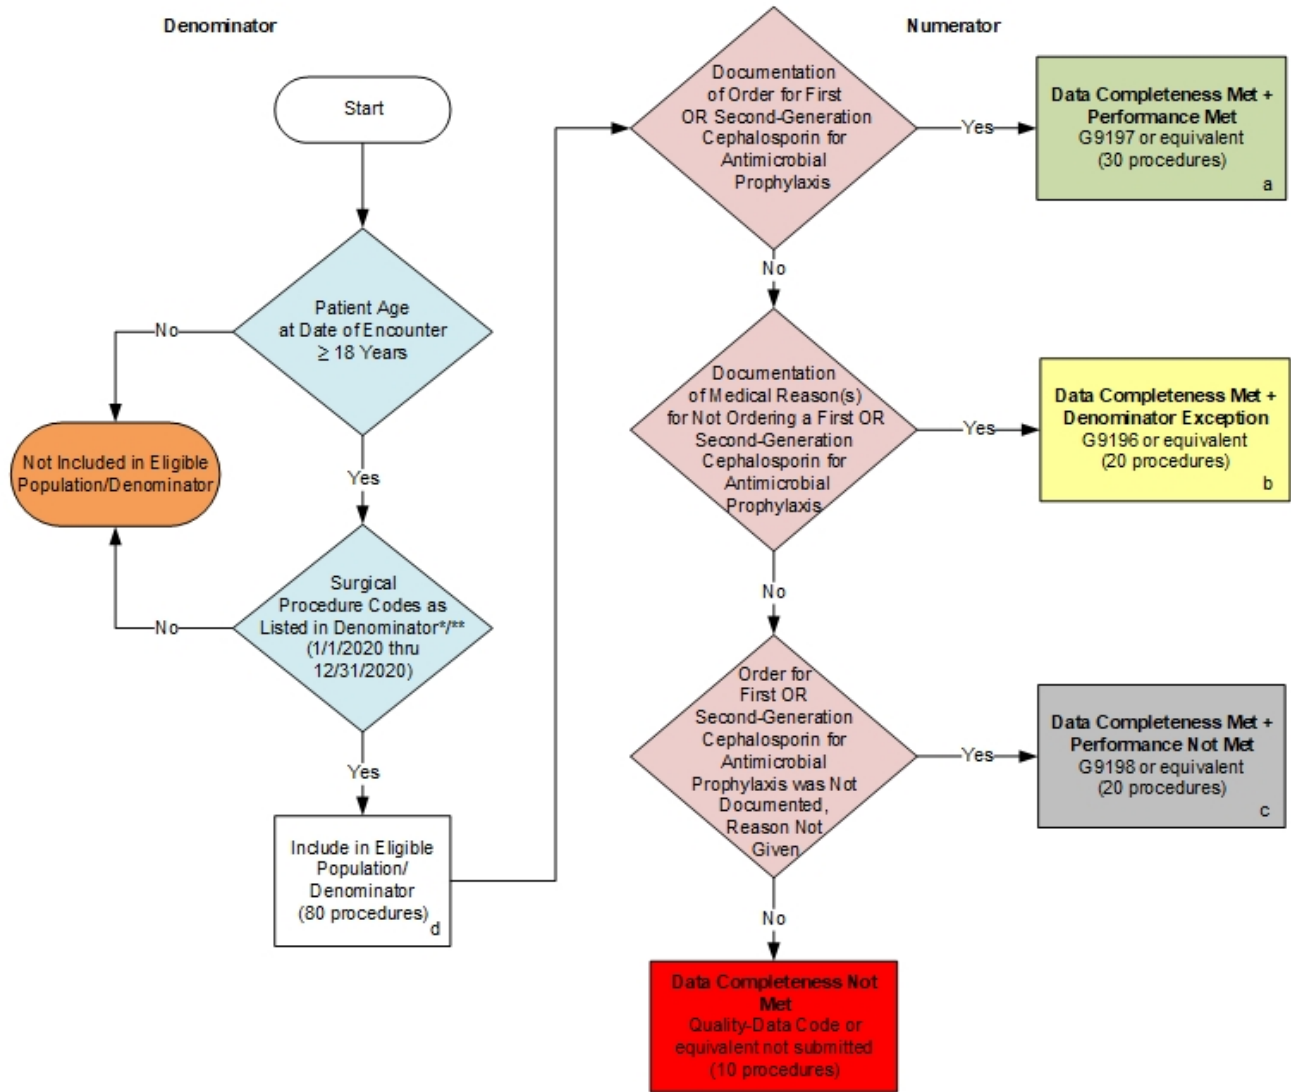 Denominator
Numerator
Start
Patient Age
at Date of Encounter
≥ 18 Years
No
Not Included in Eligible
Population/Denominator
Yes
Surgical
Procedure Codes as
Listed in Denominator*/**
(1/1/2020 thru
12/31/2020)
No
Yes
Include in Eligible
Population/
Denominator
(80 procedures)
d
Documentation
of Order for First
OR Second-Generation
Cephalosporin for
Antimicrobial
Prophylaxis
Yes
Data Completeness Met +
Performance Met
G9197 or equivalent
(30 procedures)
a
No
Documentation
of Medical Reason(s)
for Not Ordering a First OR
Second-Generation
Cephalosporin for
Antimicrobial
Prophylaxis
Yes
Data Completeness Met +
Denominator Exception
G9196 or equivalent
(20 procedures)
b
No
Order for
First OR
Second-Generation
Cephalosporin for
Antimicrobial
Prophylaxis was Not
Documented,
Reason Not
Given
Yes
Data Completeness Met +
Performance Not Met
G9198 or equivalent
(20 procedures)
c
No
Data Completeness Not
Met
Quality-Data Code or
equivalent not submitted
(10 procedures)